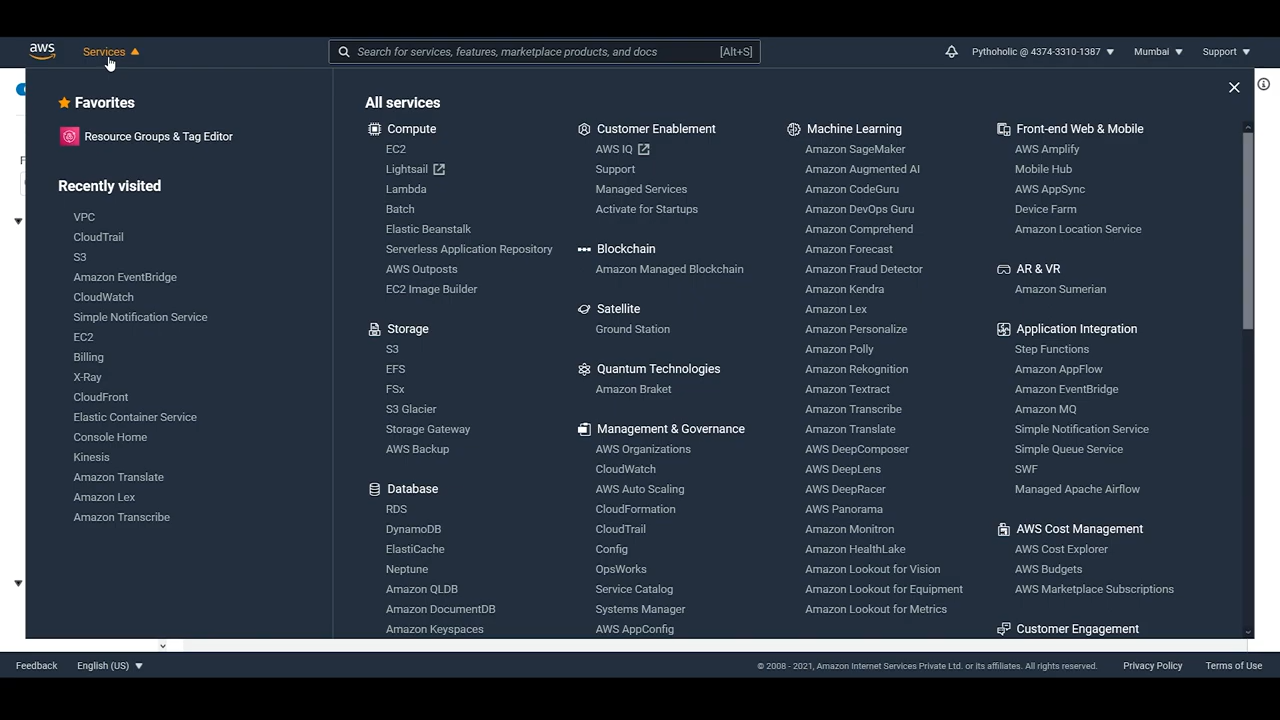 aws
Services
Search for services, features, marketplace products, and docs [Alt+S]
Pythoholic @ 4374-3310-1387
Mumbai
Support
Favorites
Resource Groups & Tag Editor
Recently visited
VPC
CloudTrail
S3
Amazon EventBridge
CloudWatch
Simple Notification Service
EC2
Billing
X-Ray
CloudFront
Elastic Container Service
Console Home
Kinesis
Amazon Translate
Amazon Lex
Amazon Transcribe
All services
Compute
EC2
Lightsail
Lambda
Batch
Elastic Beanstalk
Serverless Application Repository
AWS Outposts
EC2 Image Builder
Storage
S3
EFS
FSx
S3 Glacier
Storage Gateway
AWS Backup
Database
RDS
DynamoDB
ElastiCache
Neptune
Amazon QLDB
Amazon DocumentDB
Amazon Keyspaces
Customer Enablement
AWS IQ
Support
Managed Services
Activate for Startups
Blockchain
Amazon Managed Blockchain
Satellite
Ground Station
Quantum Technologies
Amazon Braket
Management & Governance
AWS Organizations
CloudWatch
AWS Auto Scaling
CloudFormation
CloudTrail
Config
OpsWorks
Service Catalog
Systems Manager
AWS AppConfig
Machine Learning
Amazon SageMaker
Amazon Augmented AI
Amazon CodeGuru
Amazon DevOps Guru
Amazon Comprehend
Amazon Forecast
Amazon Fraud Detector
Amazon Kendra
Amazon Lex
Amazon Personalize
Amazon Polly
Amazon Rekognition
Amazon Textract
Amazon Transcribe
Amazon Translate
AWS DeepComposer
AWS DeepLens
AWS DeepRacer
AWS Panorama
Amazon Monitron
Amazon HealthLake
Amazon Lookout for Vision
Amazon Lookout for Equipment
Amazon Lookout for Metrics
Front-end Web & Mobile
AWS Amplify
Mobile Hub
AWS AppSync
Device Farm
Amazon Location Service
AR & VR
Amazon Sumerian
Application Integration
Step Functions
Amazon AppFlow
Amazon EventBridge
Amazon MQ
Simple Notification Service
Simple Queue Service
SWF
Managed Apache Airflow
AWS Cost Management
AWS Cost Explorer
AWS Budgets
AWS Marketplace Subscriptions
Customer Engagement
Feedback
English (US)
© 2008 - 2021, Amazon Internet Services Private Ltd. or its affiliates. All rights reserved.
Privacy Policy
Terms of Use